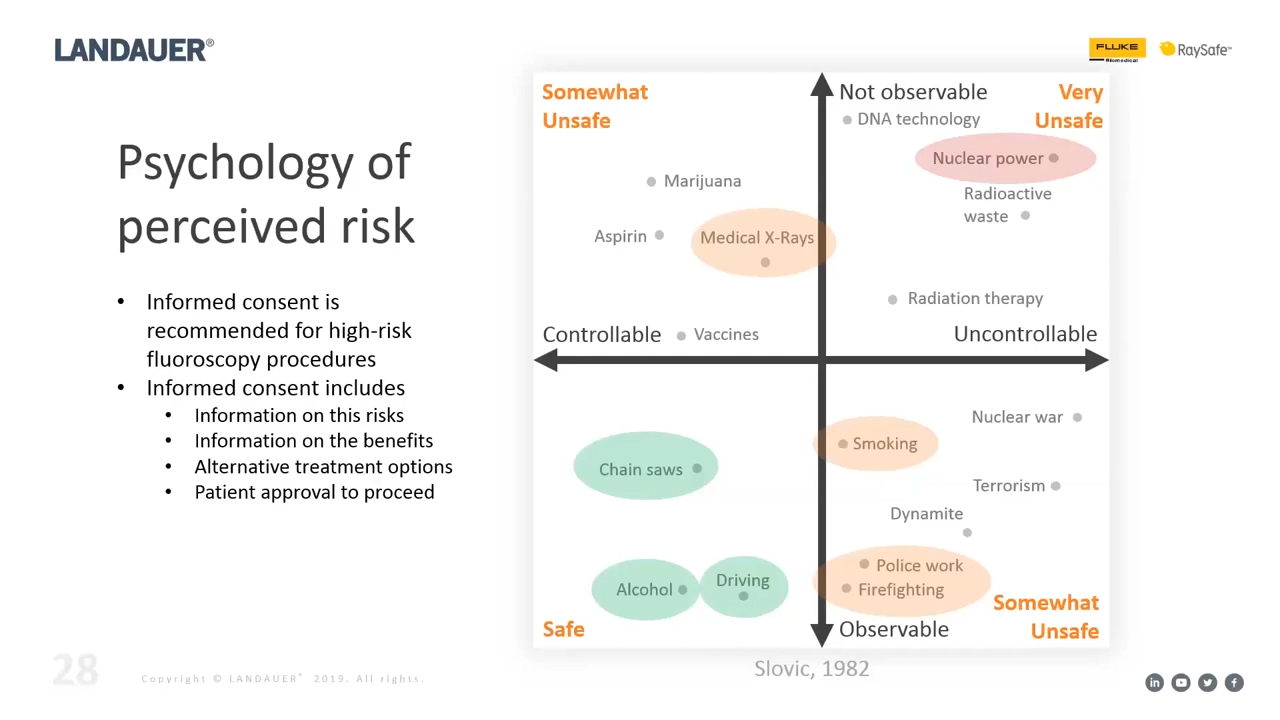 LANDAUER®
FLUKE
Biomedical
RaySafe™
Psychology of
perceived risk
• Informed consent is
recommended for high-risk
fluoroscopy procedures
• Informed consent includes
• Information on this risks
• Information on the benefits
• Alternative treatment options
• Patient approval to proceed
Somewhat
Unsafe
Not observable
Very
Unsafe
DNA technology
Nuclear power
Marijuana
Radioactive
waste
Aspirin
Medical X-Rays
Radiation therapy
Controllable
Vaccines
Uncontrollable
Nuclear war
Smoking
Chain saws
Terrorism
Dynamite
Police work
Driving
Alcohol
Firefighting
Somewhat
Unsafe
Safe
Observable
Slovic, 1982
28
Copyright © LANDAUER® 2019. All rights.